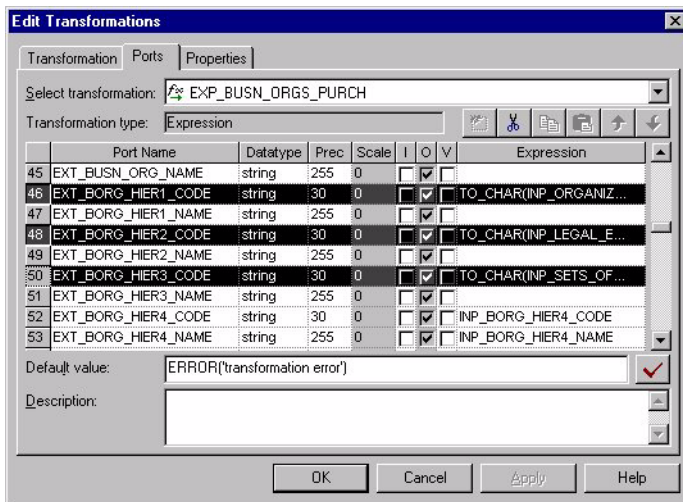 Edit Transformations
Transformation Ports Properties
Select transformation: EXP_BUSN_ORGS_PURCH
Transformation type: Expression
Port Name Datatype Prec Scale I O V Expression
45 EXT_BUSN_ORG_NAME string 255 0
46 EXT_BORG_HIER1_CODE string 30 0 TO_CHAR(INP_ORGANIZ...
47 EXT_BORG_HIER1_NAME string 255 0
48 EXT_BORG_HIER2_CODE string 30 0 TO_CHAR(INP_LEGAL_E...
49 EXT_BORG_HIER2_NAME string 255 0
50 EXT_BORG_HIER3_CODE string 30 0 TO_CHAR(INP_SETS_OF...
51 EXT_BORG_HIER3_NAME string 255 0
52 EXT_BORG_HIER4_CODE string 30 0 INP_BORG_HIER4_CODE
53 EXT_BORG_HIER4_NAME string 255 0 INP_BORG_HIER4_NAME
Default value: ERROR('transformation error')
Description:
OK Cancel Apply Help